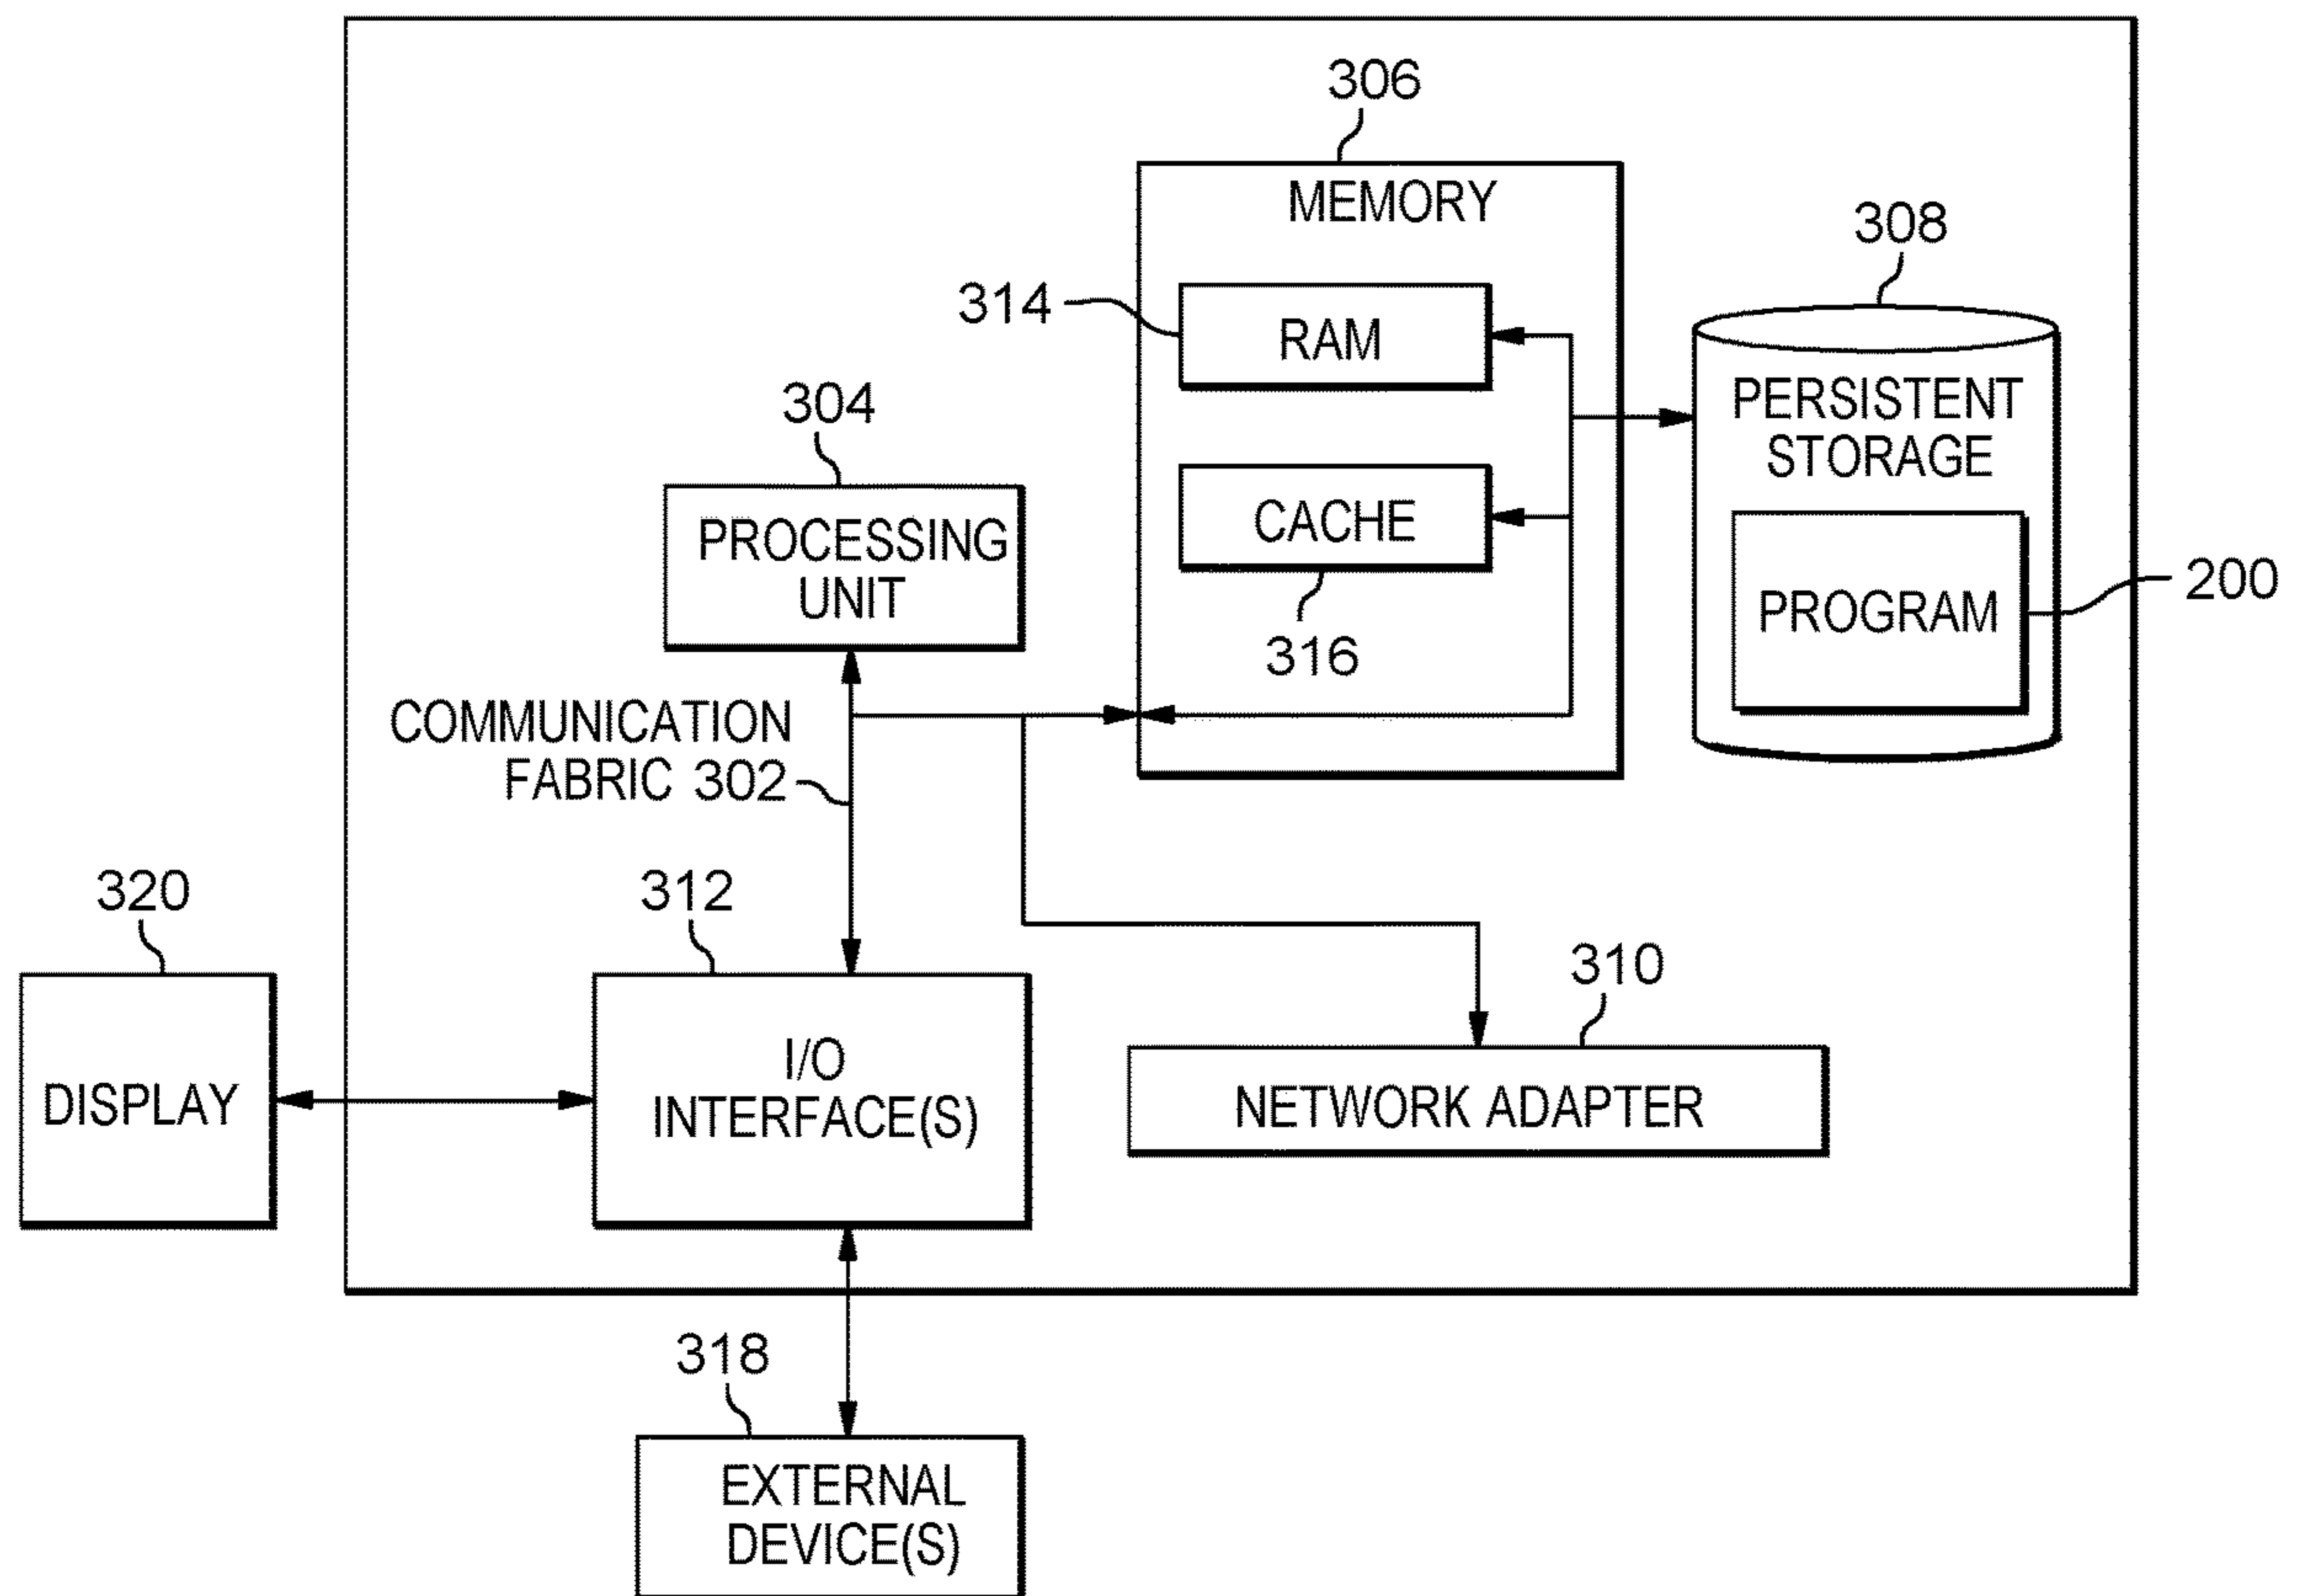 306
MEMORY
308
314
RAM
PERSISTENT
STORAGE
304
CACHE
PROCESSING
UNIT
316
PROGRAM
200
COMMUNICATION
FABRIC 302
320
312
310
DISPLAY
I/O
INTERFACE(S)
NETWORK ADAPTER
318
EXTERNAL
DEVICE(S)